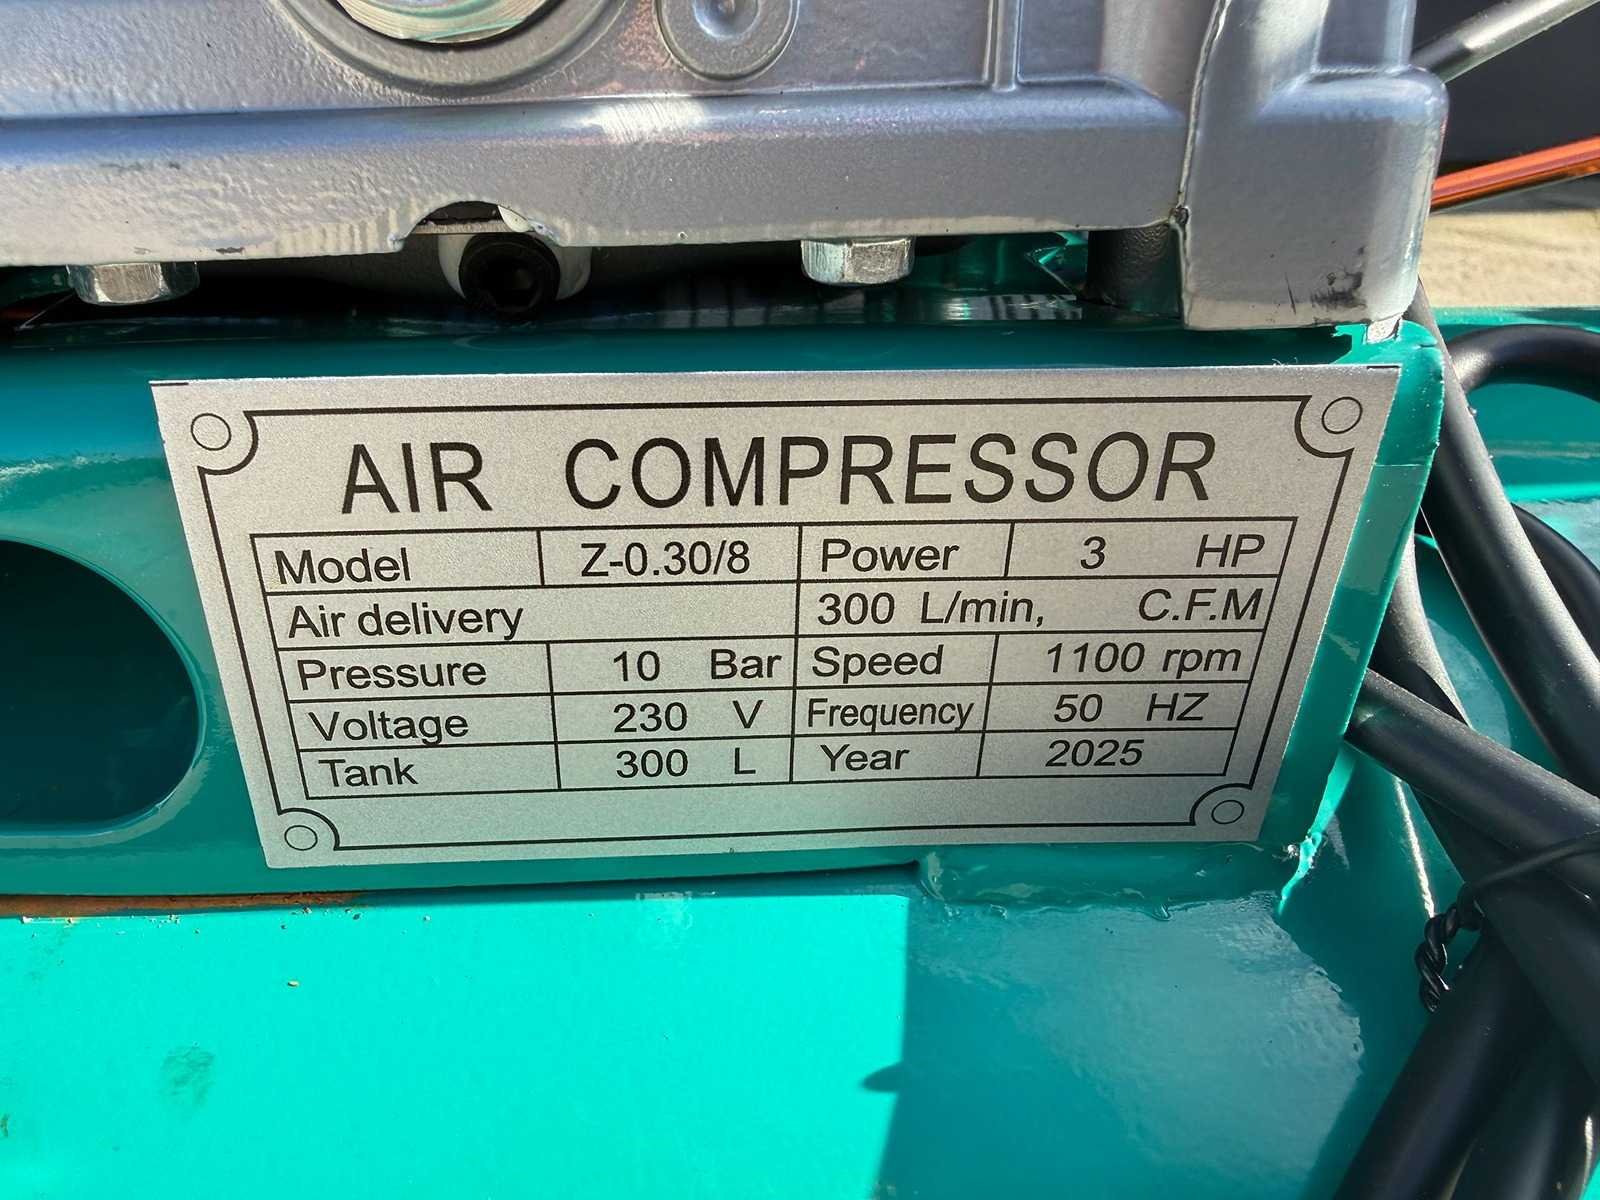 AIR COMPRESSOR
Model Z-0.30/8 Power 3 HP
Air delivery 300 L/min, C.F.M
Pressure 10 Bar Speed 1100 rpm
Voltage 230 V Frequency 50 HZ
Tank 300 L Year 2025